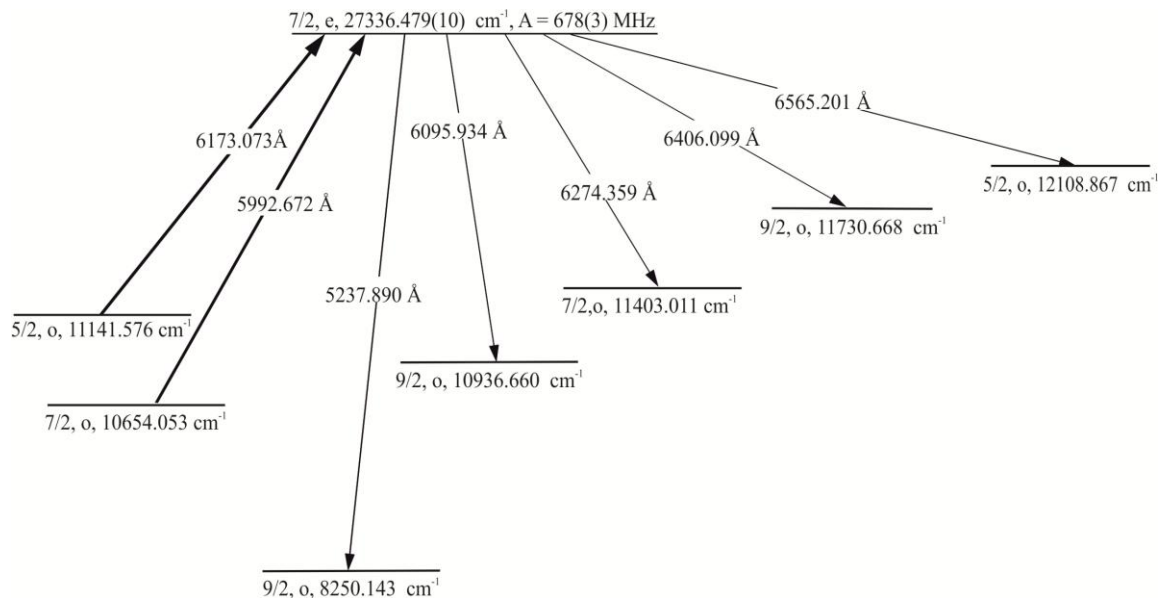 7/2, e, 27336.479(10) cm⁻¹, A = 678(3) MHz
6565.201 Å
6095.934 Å
6406.099 Å
6173.073Å
5/2, o, 12108.867 cm⁻¹
5992.672 Å
6274.359 Å
9/2, o, 11730.668 cm⁻¹
5237.890 Å
7/2,o, 11403.011 cm⁻¹
5/2, o, 11141.576 cm⁻¹
9/2, o, 10936.660 cm⁻¹
7/2, o, 10654.053 cm⁻¹
9/2, o, 8250.143 cm⁻¹